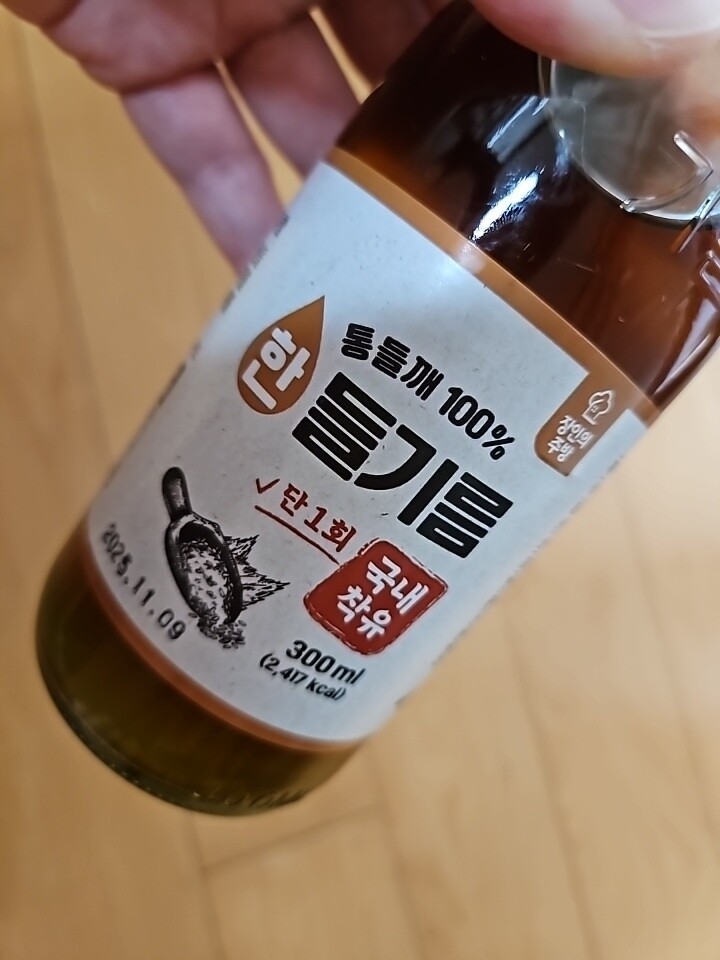 한
통들깨 100%
들기름
장인의
주방
✓ 단 1회
국내
착유
300ml
(2,417 kcal)
2025.11.09